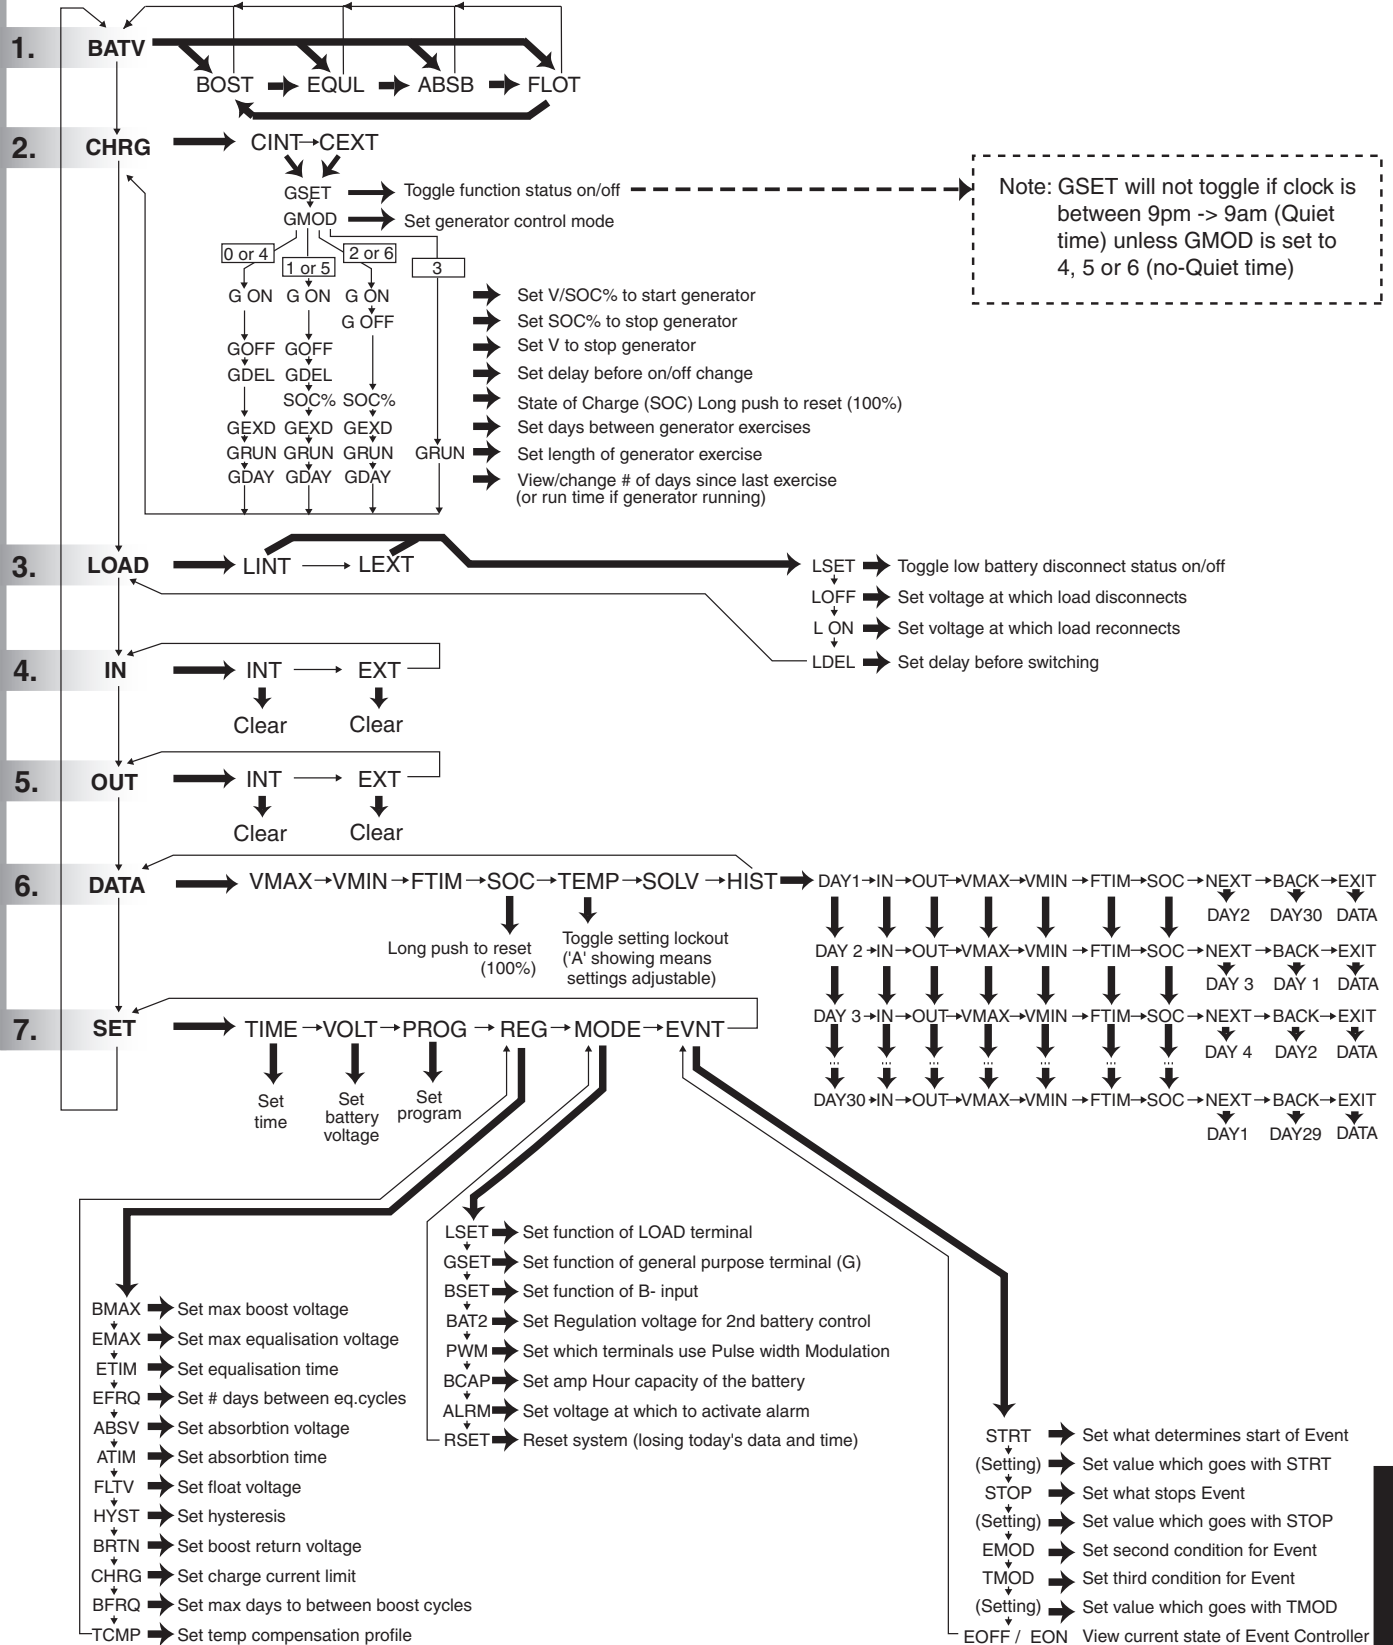 1. BATV
BOST EQUL ABSB FLOT
2. CHRG CINT CEXT
GSET Toggle function status on/off
GMOD Set generator control mode
Note: GSET will not toggle if clock is
between 9pm -> 9am (Quiet
time) unless GMOD is set to
4, 5 or 6 (no-Quiet time)
0 or 4 1 or 5 2 or 6 3
G ON G ON G ON Set V/SOC% to start generator
G OFF Set SOC% to stop generator
GOFF GOFF Set V to stop generator
GDEL GDEL Set delay before on/off change
SOC% SOC% State of Charge (SOC) Long push to reset (100%)
GEXD GEXD GEXD Set days between generator exercises
GRUN GRUN GRUN GRUN Set length of generator exercise
GDAY GDAY GDAY View/change # of days since last exercise
(or run time if generator running)
3. LOAD LINT LEXT
LSET Toggle low battery disconnect status on/off
LOFF Set voltage at which load disconnects
L ON Set voltage at which load reconnects
LDEL Set delay before switching
4. IN INT EXT
Clear Clear
5. OUT INT EXT
Clear Clear
6. DATA VMAX VMIN FTIM SOC TEMP SOLV HIST
Long push to reset
(100%)
Toggle setting lockout
('A' showing means
settings adjustable)
DAY1 IN OUT VMAX VMIN FTIM SOC NEXT BACK EXIT
DAY2 DAY30 DATA
DAY 2 IN OUT VMAX VMIN FTIM SOC NEXT BACK EXIT
DAY 3 DAY 1 DATA
DAY 3 IN OUT VMAX VMIN FTIM SOC NEXT BACK EXIT
DAY 4 DAY2 DATA
... ... ... ... ... ... ...
DAY30 IN OUT VMAX VMIN FTIM SOC NEXT BACK EXIT
DAY1 DAY29 DATA
7. SET TIME VOLT PROG REG MODE EVNT
Set
time
Set
battery
voltage
Set
program
BMAX Set max boost voltage
EMAX Set max equalisation voltage
ETIM Set equalisation time
EFRQ Set # days between eq.cycles
ABSV Set absorbtion voltage
ATIM Set absorbtion time
FLTV Set float voltage
HYST Set hysteresis
BRTN Set boost return voltage
CHRG Set charge current limit
BFRQ Set max days to between boost cycles
TCMP Set temp compensation profile
LSET Set function of LOAD terminal
GSET Set function of general purpose terminal (G)
BSET Set function of B- input
BAT2 Set Regulation voltage for 2nd battery control
PWM Set which terminals use Pulse width Modulation
BCAP Set amp Hour capacity of the battery
ALRM Set voltage at which to activate alarm
RSET Reset system (losing today's data and time)
STRT Set what determines start of Event
(Setting) Set value which goes with STRT
STOP Set what stops Event
(Setting) Set value which goes with STOP
EMOD Set second condition for Event
TMOD Set third condition for Event
(Setting) Set value which goes with TMOD
EOFF / EON View current state of Event Controller